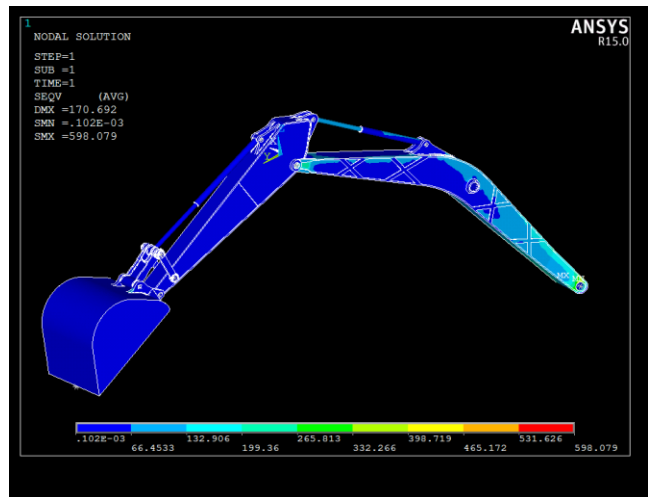 1
NODAL SOLUTION
ANSYS
R15.0
STEP=1
SUB =1
TIME=1
SEQV (AVG)
DMX =170.692
SMN =.102E-03
SMX =598.079
MX
.102E-03 132.906 265.813 398.719 531.626
66.4533 199.36 332.266 465.172 598.079